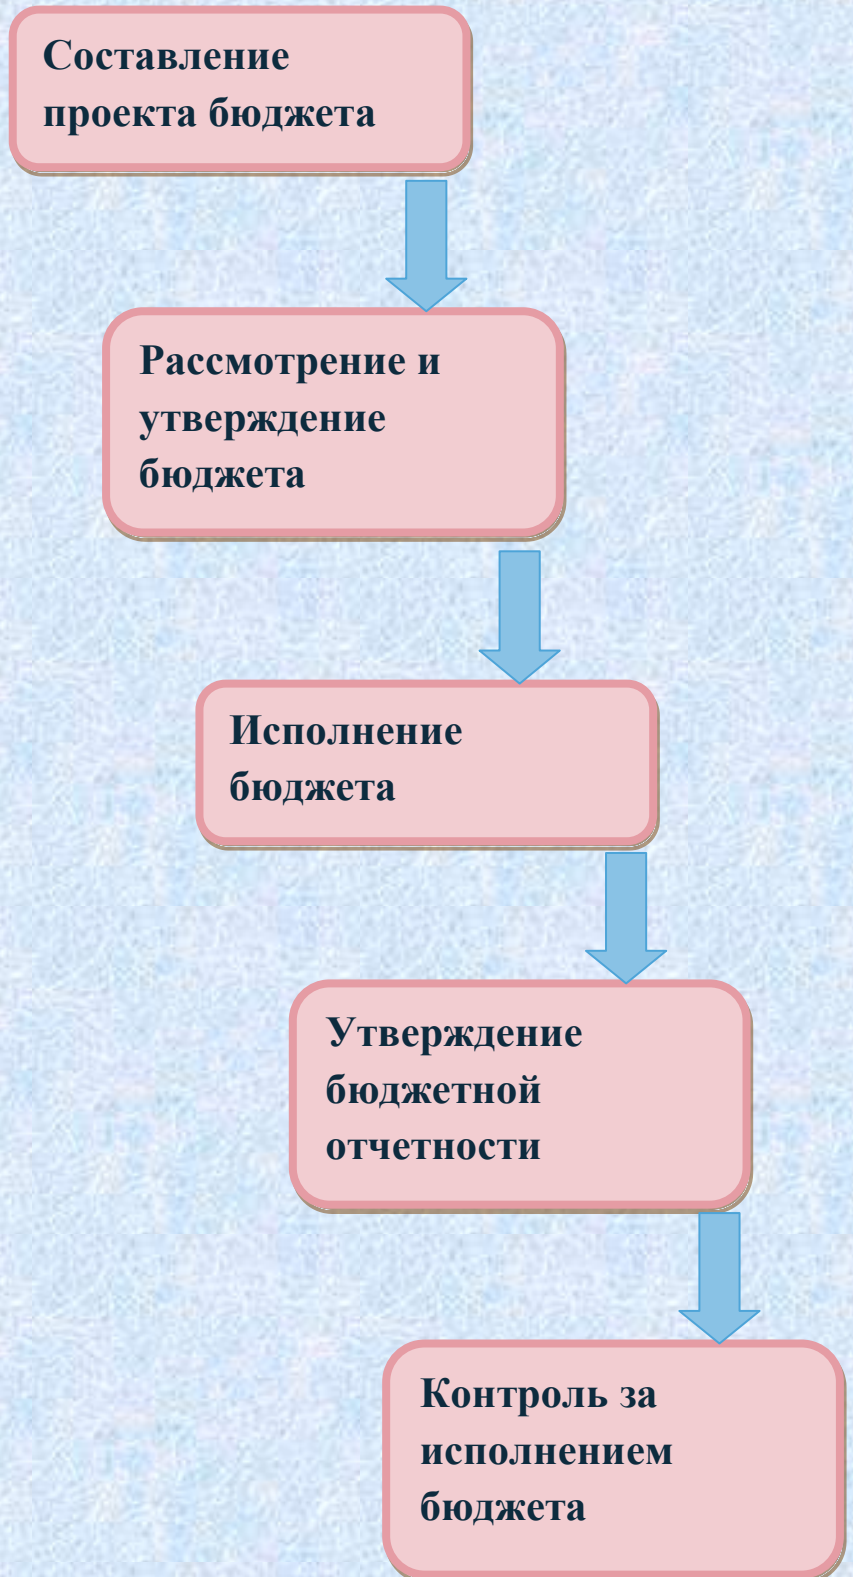 Составление
проекта бюджета
Рассмотрение и
утверждение
бюджета
Исполнение
бюджета
Утверждение
бюджетной
отчетности
Контроль за
исполнением
бюджета